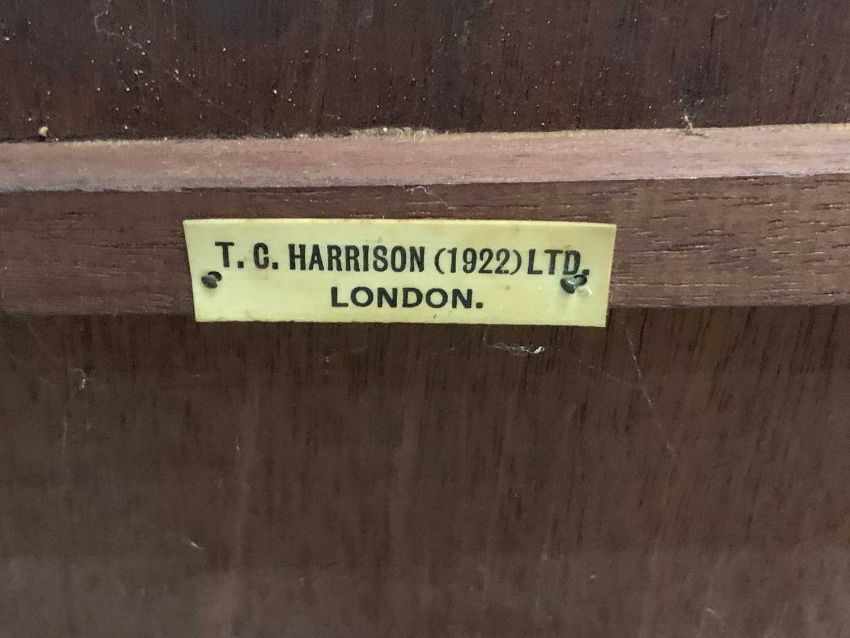 T. C. HARRISON (1922) LTD.
LONDON.